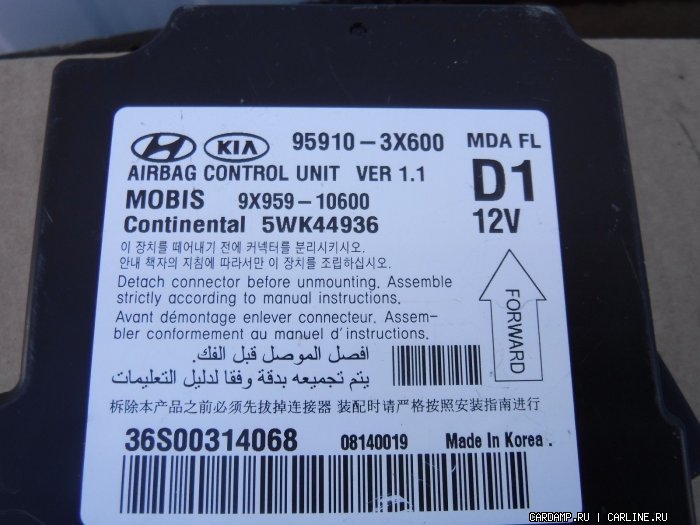 KIA 95910-3X600 MDA FL
AIRBAG CONTROL UNIT VER 1.1 D1
MOBIS 9X959-10600
Continental 5WK44936 12V
이 장치를 떼어내기 전에 커넥터를 분리시키시오.
안내 책자의 지침에 따라서만 이 장치를 조립하십시오.
Detach connector before unmounting. Assemble
strictly according to manual instructions.
Avant démontage enlever connecteur. Assem-
bler conformement au manuel d'instructions.
FORWARD
افصل الموصل قبل الفك.
يتم تجميعه بدقة وفقا لدليل التعليمات
拆除本产品之前必须先拔掉连接器 装配时请严格按照安装指南进行
36S00314068 08140019 Made In Korea .
CARDAMP.RU | CARLINE.RU